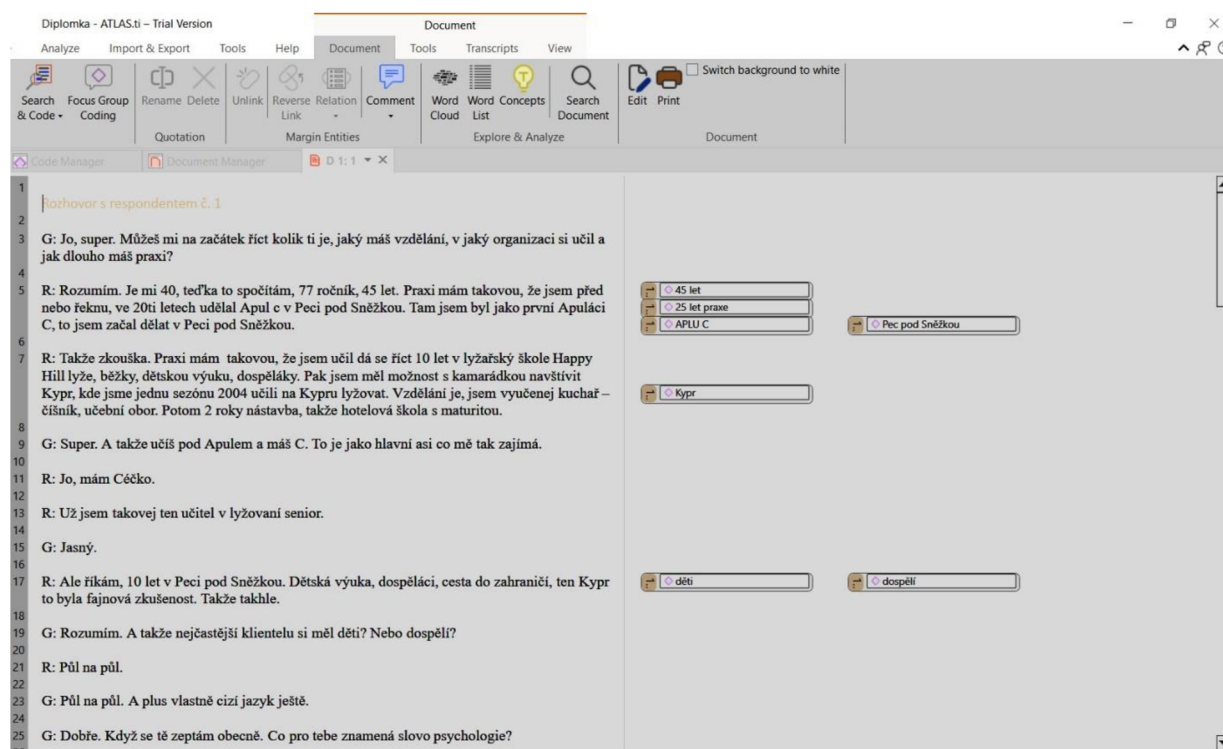 Diplomka - ATLAS.ti – Trial Version
Document
Analyze Import & Export Tools Help Document Tools Transcripts View
Search & Code Focus Group Coding Rename Delete Unlink Reverse Link Relation Comment Word Cloud Word List Concepts Search Document Edit Print Switch background to white
Quotation Margin Entities Explore & Analyze Document
Code Manager Document Manager D 1: 1
1
Rozhovor s respondentem č. 1
2
3 G: Jo, super. Můžeš mi na začátek říct kolik ti je, jaký máš vzdělání, v jaký organizaci si učil a
jak dlouho máš praxi?
4
5 R: Rozumím. Je mi 40, teďka to spočítám, 77 ročník, 45 let. Praxi mám takovou, že jsem před
nebo řeknu, ve 20ti letech udělal Apul c v Peci pod Sněžkou. Tam jsem byl jako první Apuláci
C, to jsem začal dělat v Peci pod Sněžkou.
45 let
25 let praxe
APLU C
Pec pod Sněžkou
6
7 R: Takže zkouška. Praxi mám takovou, že jsem učil dá se říct 10 let v lyžařský škole Happy
Hill lyže, běžky, dětskou výuku, dospěláky. Pak jsem měl možnost s kamarádkou navštívit
Kypr, kde jsme jednu sezónu 2004 učili na Kypru lyžovat. Vzdělání je, jsem vyučenej kuchař –
číšník, učební obor. Potom 2 roky nástavba, takže hotelová škola s maturitou.
Kypr
8
9 G: Super. A takže učíš pod Apulem a máš C. To je jako hlavní asi co mě tak zajímá.
10
11 R: Jo, mám Céčko.
12
13 R: Už jsem takovej ten učitel v lyžovaní senior.
14
15 G: Jasný.
16
17 R: Ale říkám, 10 let v Peci pod Sněžkou. Dětská výuka, dospěláci, cesta do zahraničí, ten Kypr
to byla fajnová zkušenost. Takže takhle.
děti
dospělí
18
19 G: Rozumím. A takže nejčastější klientelu si měl děti? Nebo dospělí?
20
21 R: Půl na půl.
22
23 G: Půl na půl. A plus vlastně cizí jazyk ještě.
24
25 G: Dobře. Když se tě zeptám obecně. Co pro tebe znamená slovo psychologie?